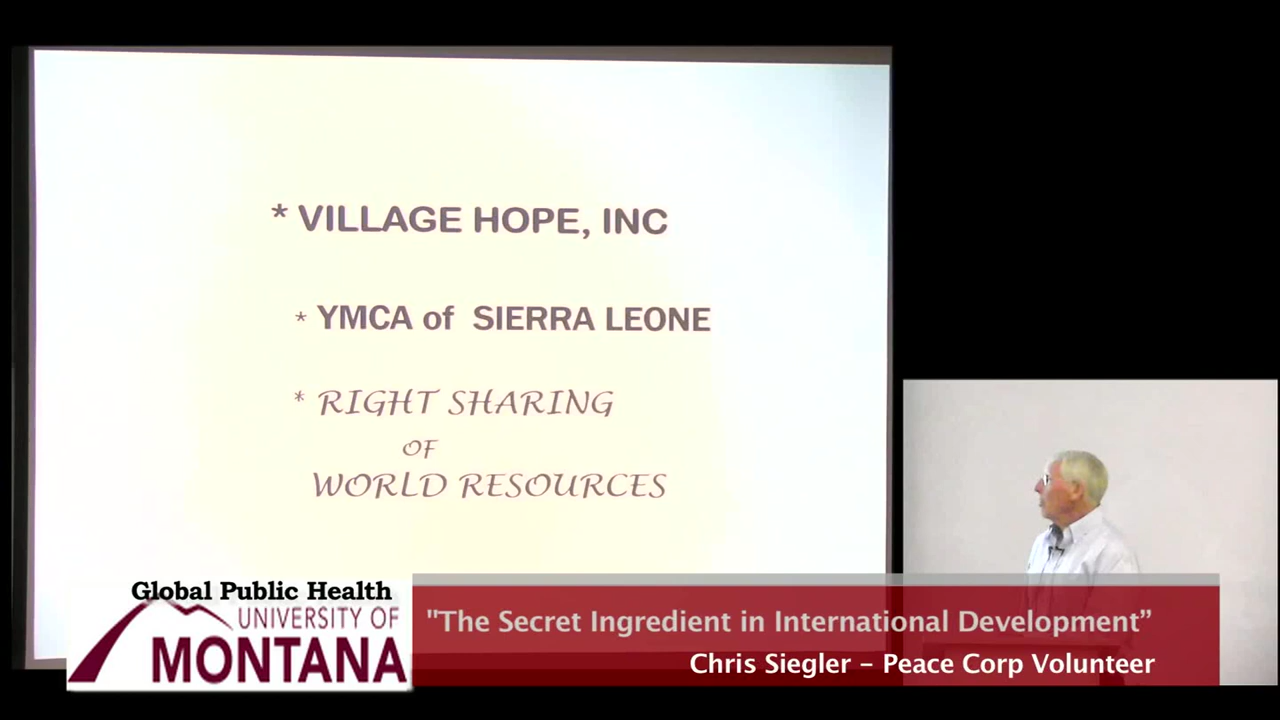 * VILLAGE HOPE, INC
* YMCA of SIERRA LEONE
* RIGHT SHARING
OF
WORLD RESOURCES
Global Public Health
UNIVERSITY OF
MONTANA
"The Secret Ingredient in International Development”
Chris Siegler – Peace Corp Volunteer